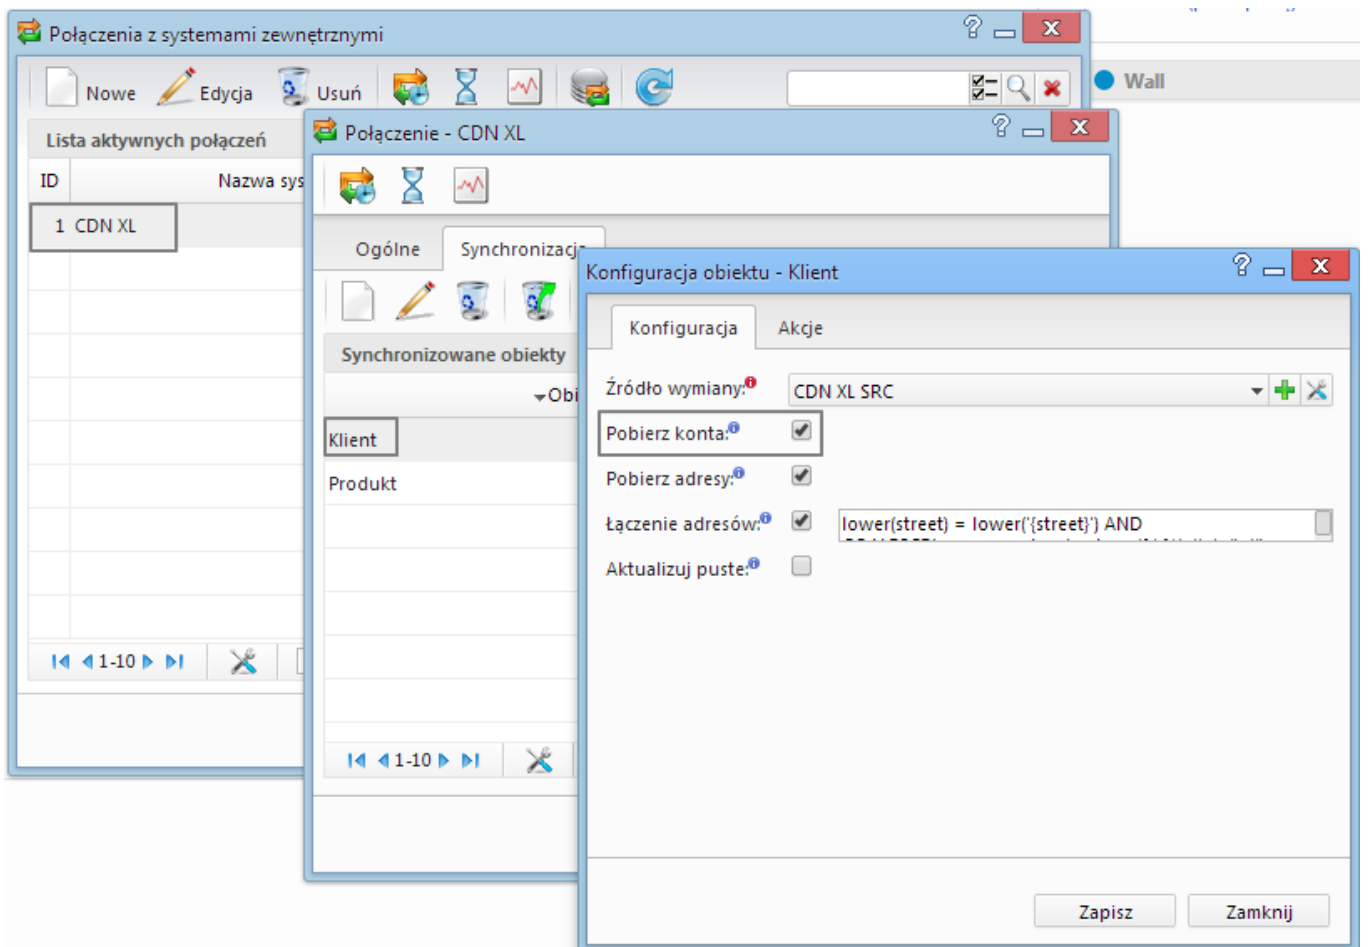 Połączenia z systemami zewnętrznymi
Nowe Edycja Usuń
Wall
Lista aktywnych połączeń
ID Nazwa sys
1 CDN XL
1-10
Połączenie - CDN XL
Ogólne Synchronizacja
Synchronizowane obiekty
Obi
Klient
Produkt
1-10
Konfiguracja obiektu - Klient
Konfiguracja Akcje
Źródło wymiany: CDN XL SRC
Pobierz konta:
Pobierz adresy:
Łączenie adresów: lower(street) = lower('{street}') AND
Aktualizuj puste:
Zapisz Zamknij